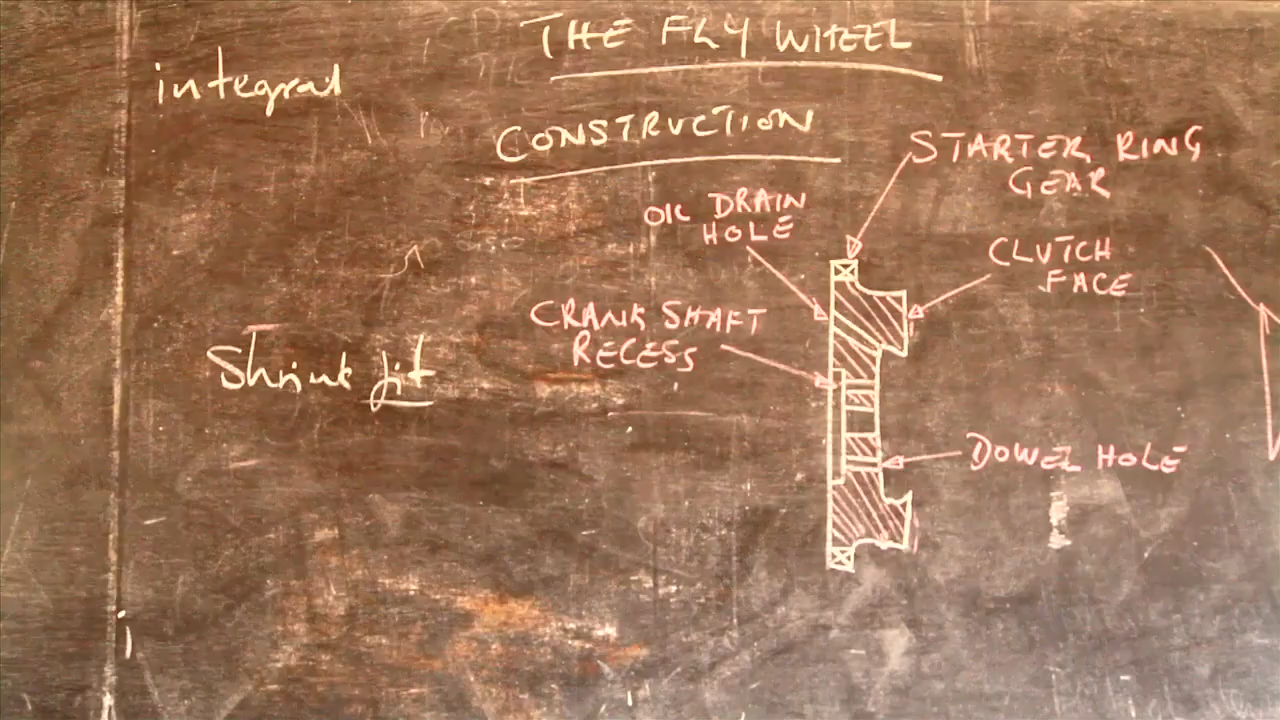 THE FLY WHEEL
integral
CONSTRUCTION
STARTER RING
GEAR
OIL DRAIN
HOLE
CLUTCH
FACE
CRANK SHAFT
RECESS
Shrink fit
DOWEL HOLE